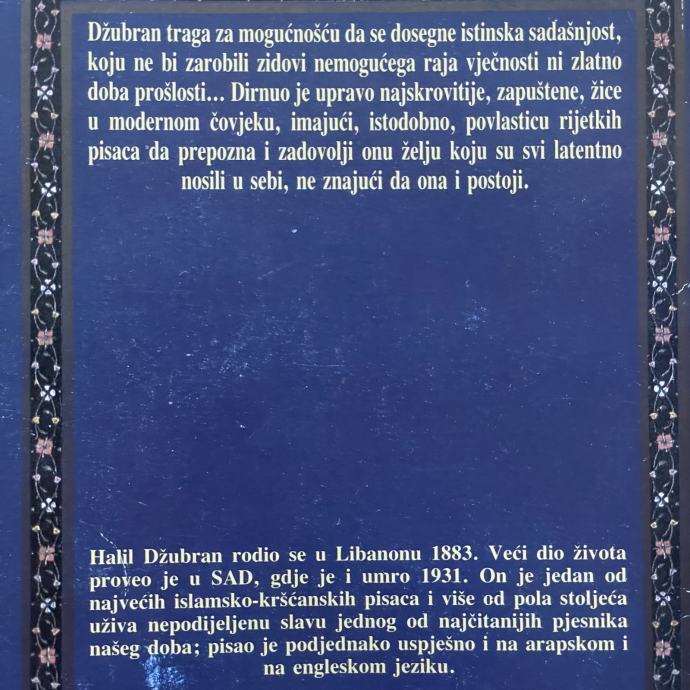 Džubran traga za mogućnošću da se dosegne istinska sadašnjost,
koju ne bi zarobili zidovi nemogućega raja vječnosti ni zlatno
doba prošlosti... Dirnuo je upravo najskrovitije, zapuštene, žice
u modernom čovjeku, imajući, istodobno, povlasticu rijetkih
pisaca da prepozna i zadovolji onu želju koju su svi latentno
nosili u sebi, ne znajući da ona i postoji.
Halil Džubran rodio se u Libanonu 1883. Veći dio života
proveo je u SAD, gdje je i umro 1931. On je jedan od
najvećih islamsko-kršćanskih pisaca i više od pola stoljeća
uživa nepodijeljenu slavu jednog od najčitanijih pjesnika
našeg doba; pisao je podjednako uspješno i na arapskom i
na engleskom jeziku.